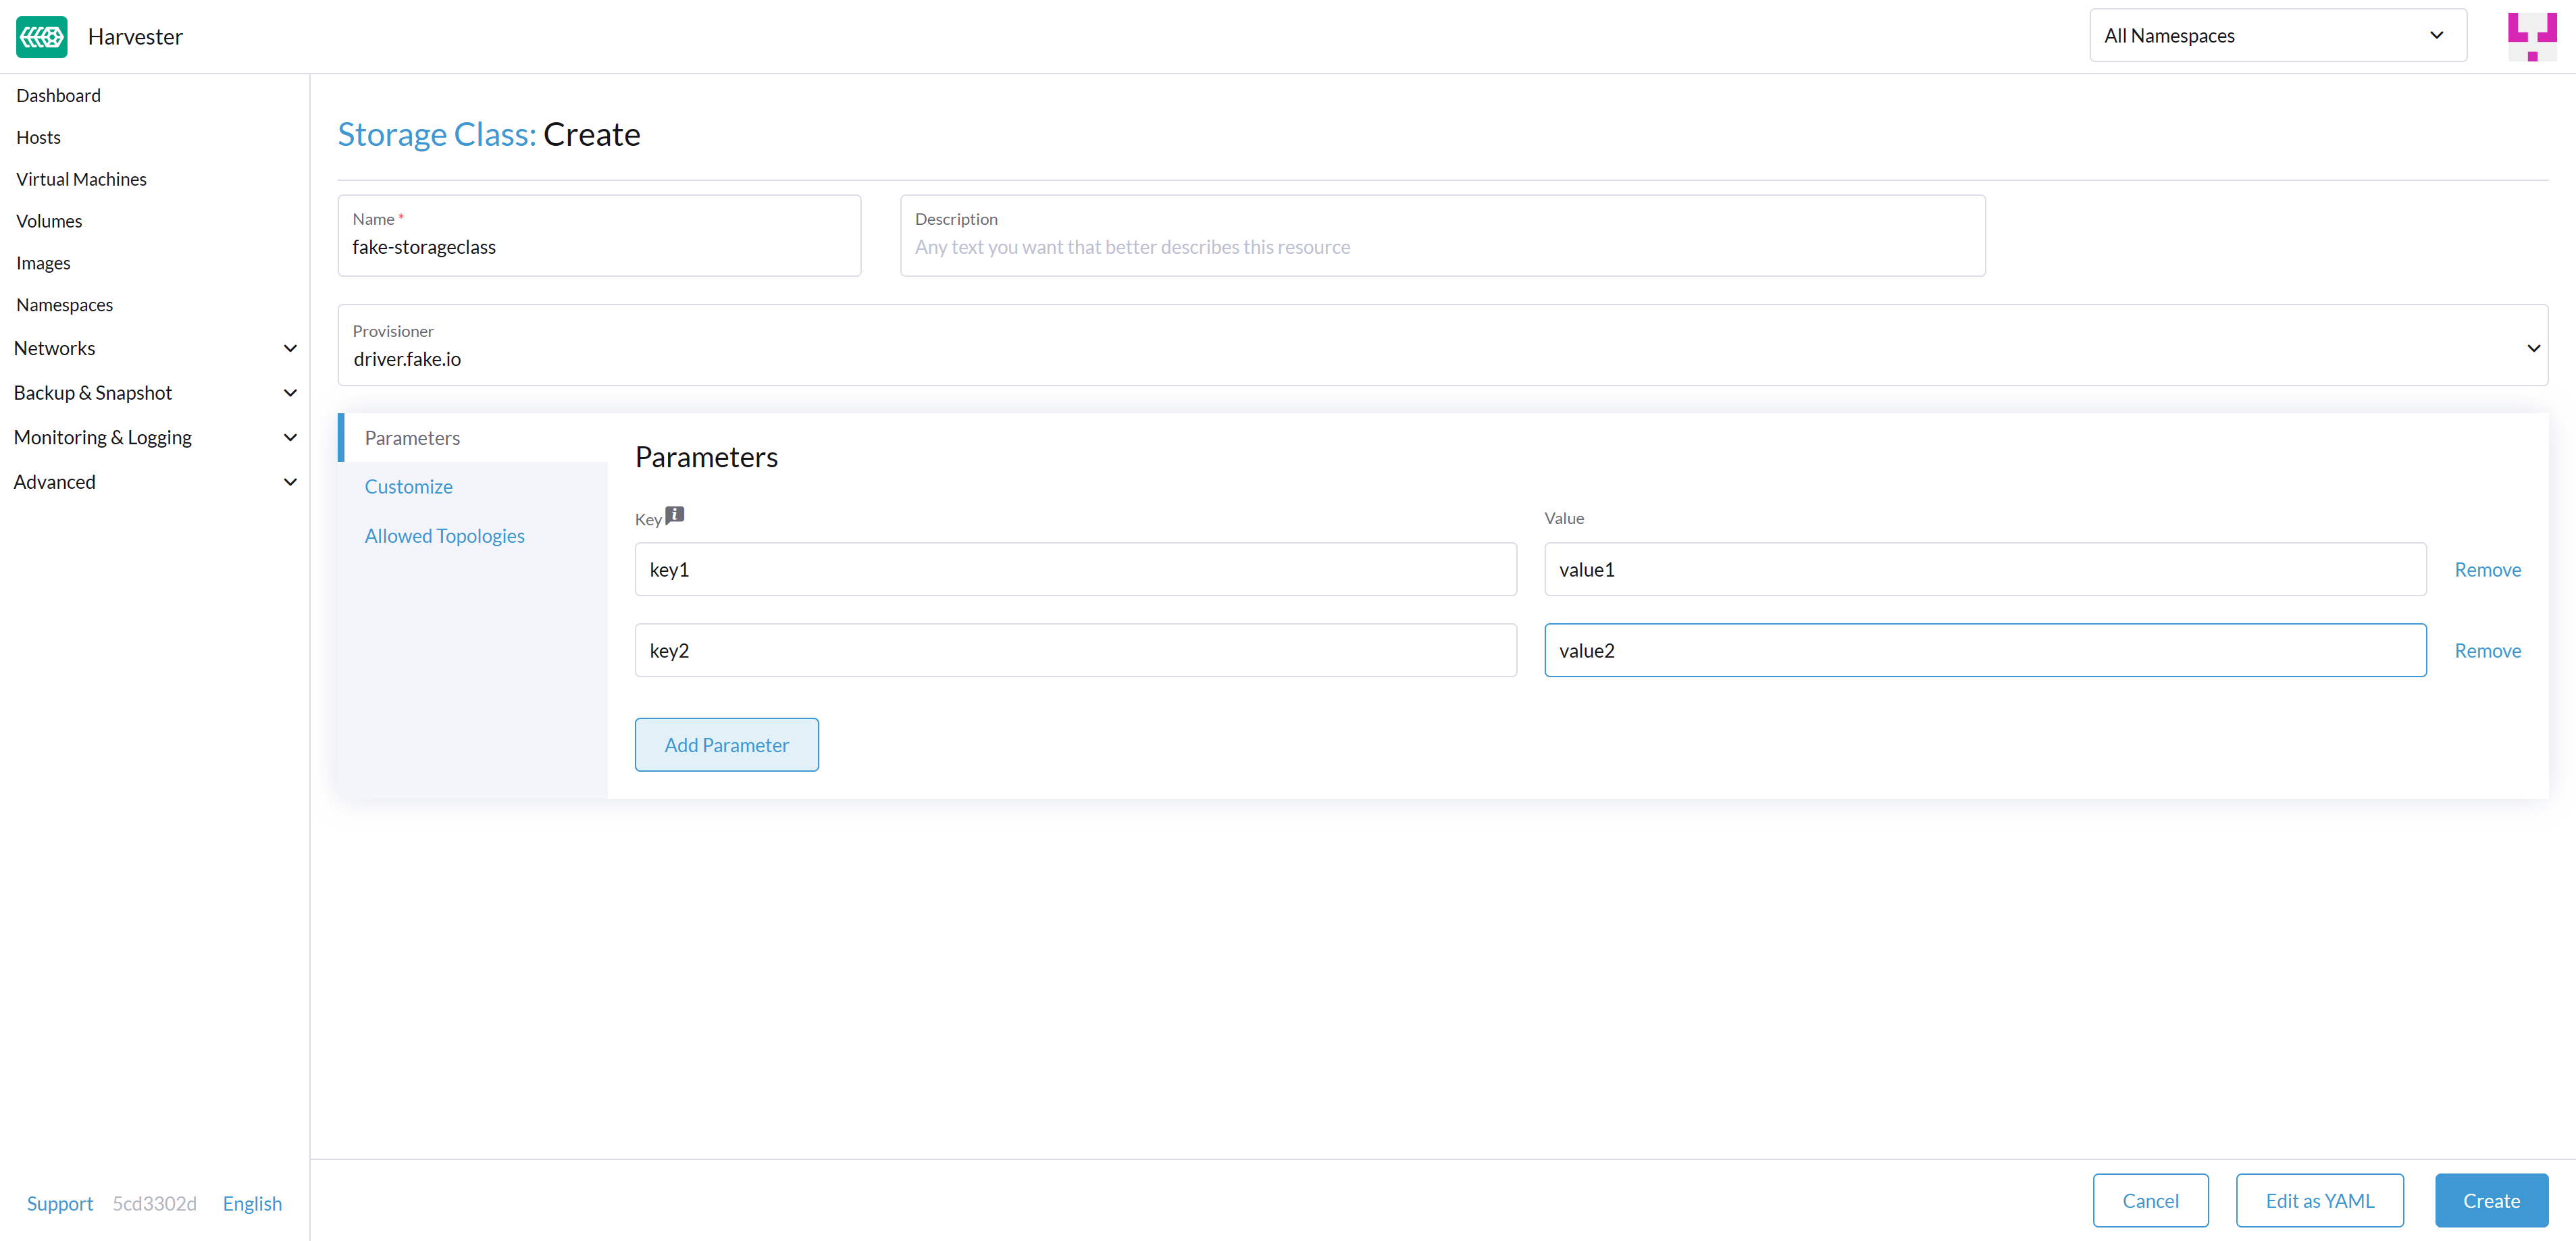 Harvester
All Namespaces
Dashboard
Hosts
Virtual Machines
Volumes
Images
Namespaces
Networks
Backup & Snapshot
Monitoring & Logging
Advanced
Support 5cd3302d English
Storage Class: Create
Name *
fake-storageclass
Description
Any text you want that better describes this resource
Provisioner
driver.fake.io
Parameters
Customize
Allowed Topologies
Parameters
Key i Value
key1 value1 Remove
key2 value2 Remove
Add Parameter
Cancel Edit as YAML Create